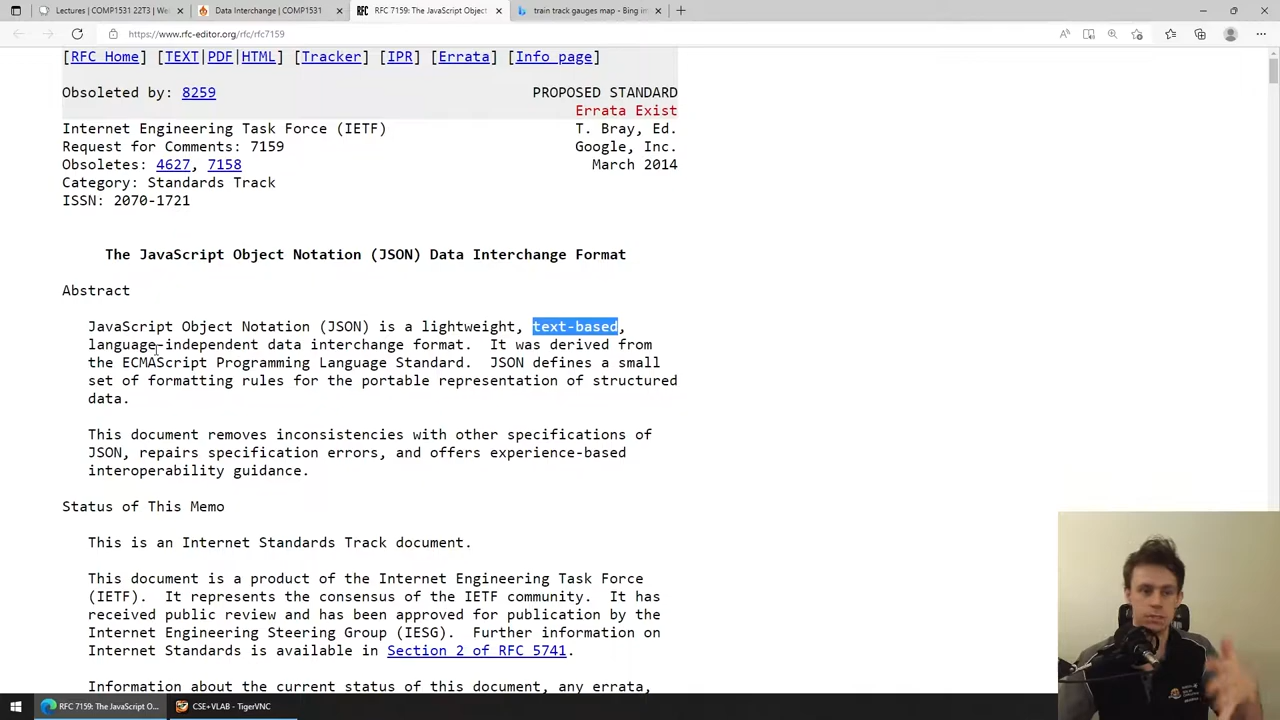 Lectures | COMP1531 22T3 | We
Data Interchange | COMP1531
RFC 7159: The JavaScript Object
train track gauges map - Bing im
https://www.rfc-editor.org/rfc/rfc7159
[RFC Home] [TEXT|PDF|HTML] [Tracker] [IPR] [Errata] [Info page]
Obsoleted by: 8259 PROPOSED STANDARD
Errata Exist
Internet Engineering Task Force (IETF) T. Bray, Ed.
Request for Comments: 7159 Google, Inc.
Obsoletes: 4627, 7158 March 2014
Category: Standards Track
ISSN: 2070-1721
The JavaScript Object Notation (JSON) Data Interchange Format
Abstract
JavaScript Object Notation (JSON) is a lightweight, text-based,
language-independent data interchange format. It was derived from
the ECMAScript Programming Language Standard. JSON defines a small
set of formatting rules for the portable representation of structured
data.
This document removes inconsistencies with other specifications of
JSON, repairs specification errors, and offers experience-based
interoperability guidance.
Status of This Memo
This is an Internet Standards Track document.
This document is a product of the Internet Engineering Task Force
(IETF). It represents the consensus of the IETF community. It has
received public review and has been approved for publication by the
Internet Engineering Steering Group (IESG). Further information on
Internet Standards is available in Section 2 of RFC 5741.
Information about the current status of this document, any errata,
RFC 7159: The JavaScript O...
CSE+VLAB - TigerVNC